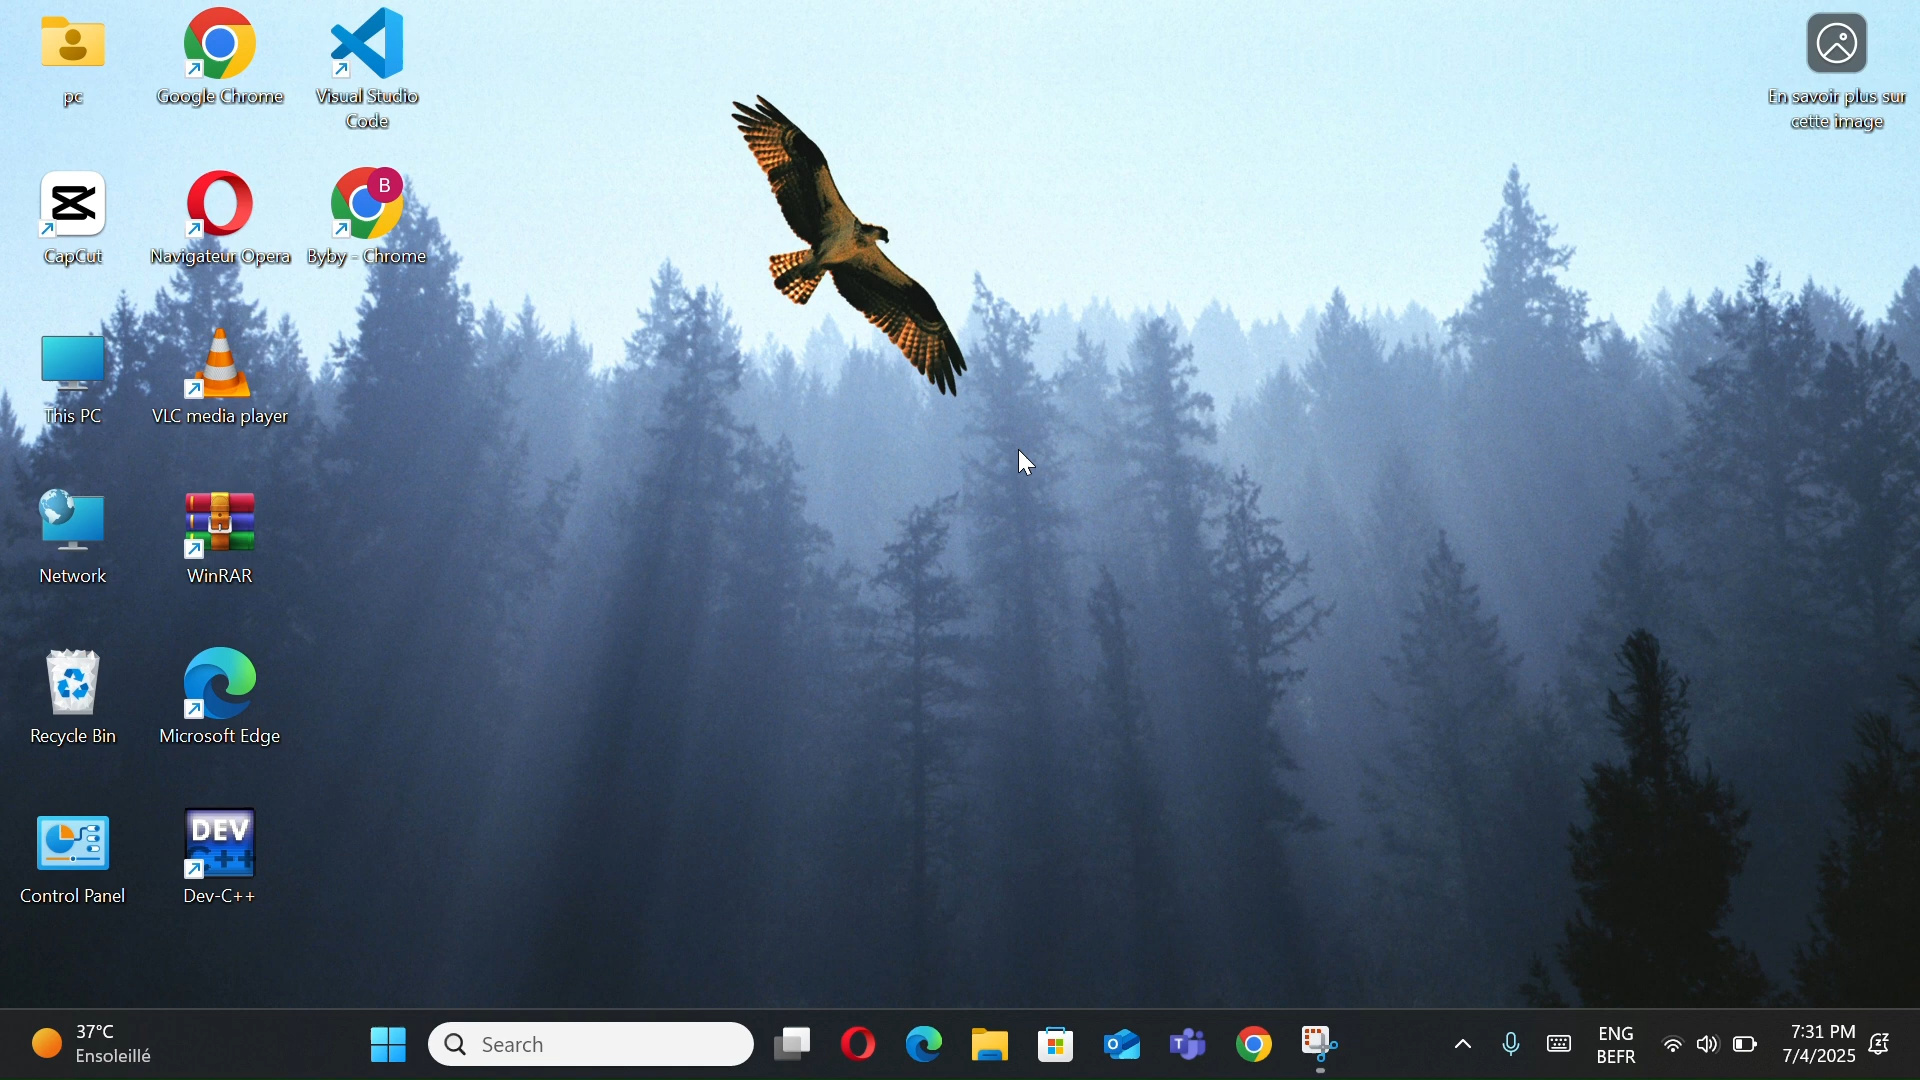 pc
Google Chrome
Visual Studio
Code
En savoir plus sur
cette image
CapCut
Navigateur Opera
B
Byby - Chrome
This PC
VLC media player
Network
WinRAR
Recycle Bin
Microsoft Edge
DEV
C++
Control Panel
Dev-C++
37°C
Ensoleillé
Search
ENG
BEFR
7:31 PM
7/4/2025